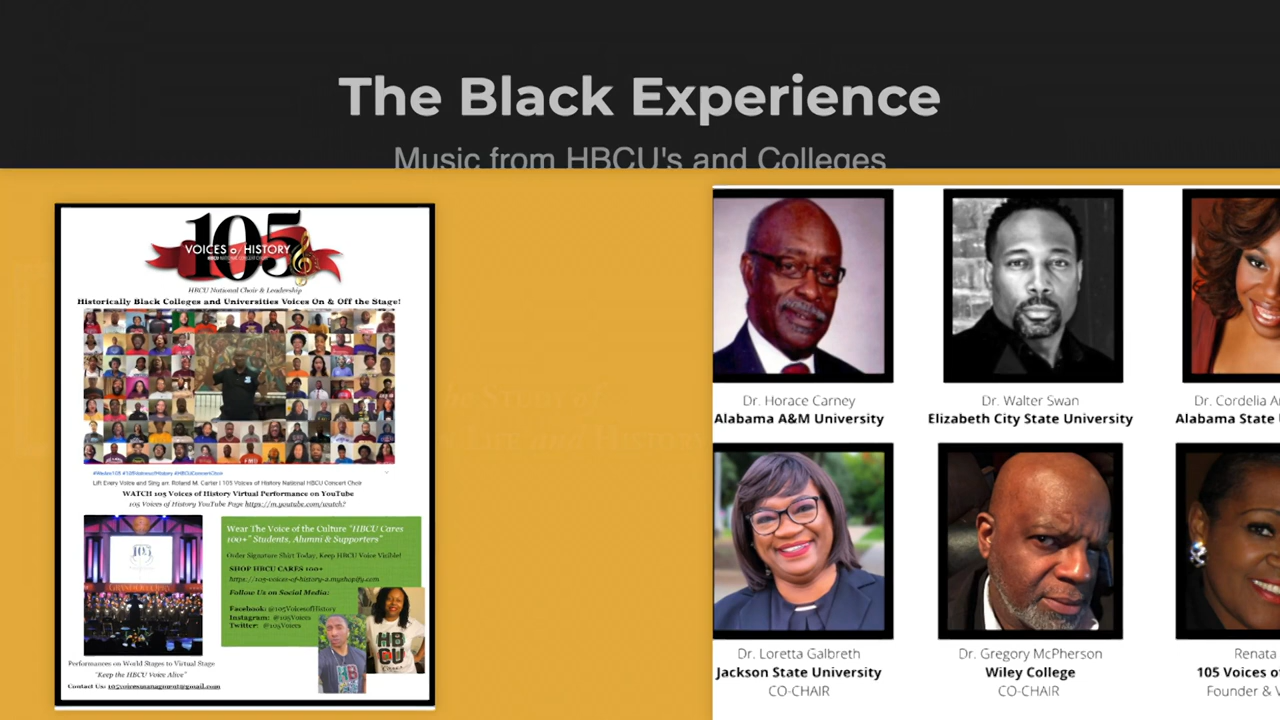 The Black Experience
Music from HBCU's and Colleges
105
VOICES of HISTORY
HBCU NATIONAL CONCERT CHOIR
HBCU National Choir & Leadership
Historically Black Colleges and Universities Voices On & Off the Stage!
#WeAre105 #105VoicesofHistory #HBCUConcertChoir
Lift Every Voice and Sing arr. Roland M. Carter | 105 Voices of History National HBCU Concert Choir
WATCH 105 Voices of History Virtual Performance on YouTube
105 Voices of History YouTube Page https://m.youtube.com/watch?
105
Wear The Voice of the Culture "HBCU Cares
100+" Students, Alumni & Supporters"
Order Signature Shirt Today, Keep HBCU Voice Visible!
SHOP HBCU CARES 100+
https://105-voices-of-history-a.myshopify.com
Follow Us on Social Media:
Facebook: @105VoicesofHistory
Instagram: @105Voices
Twitter: @105Voices
HB
CU
Performances on World Stages to Virtual Stage
"Keep the HBCU Voice Alive"
Contact Us: 105voicesmanagment@gmail.com
Dr. Horace Carney
Alabama A&M University
Dr. Walter Swan
Elizabeth City State University
Dr. Cordelia
Alabama State
Dr. Loretta Galbreth
Jackson State University
CO-CHAIR
Dr. Gregory McPherson
Wiley College
CO-CHAIR
Renata
105 Voices
Founder &